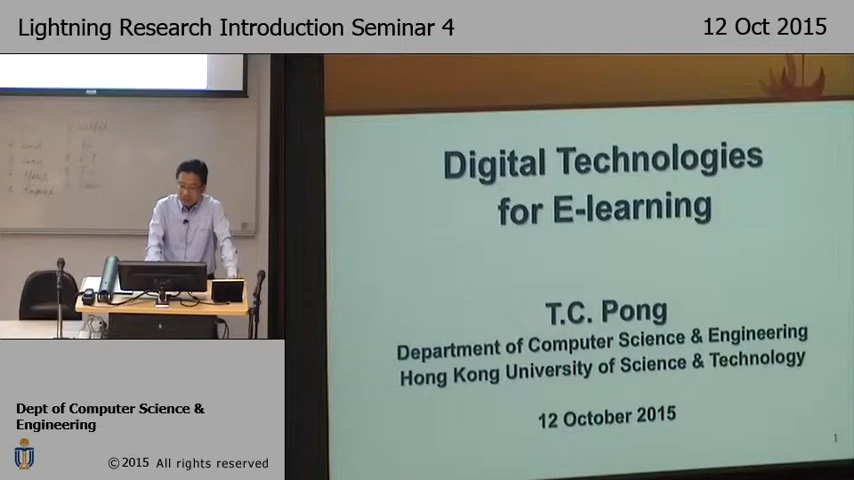 Lightning Research Introduction Seminar 4
12 Oct 2015
Digital Technologies
for E-learning
T.C. Pong
Department of Computer Science & Engineering
Hong Kong University of Science & Technology
12 October 2015
1
Dept of Computer Science &
Engineering
©2015 All rights reserved